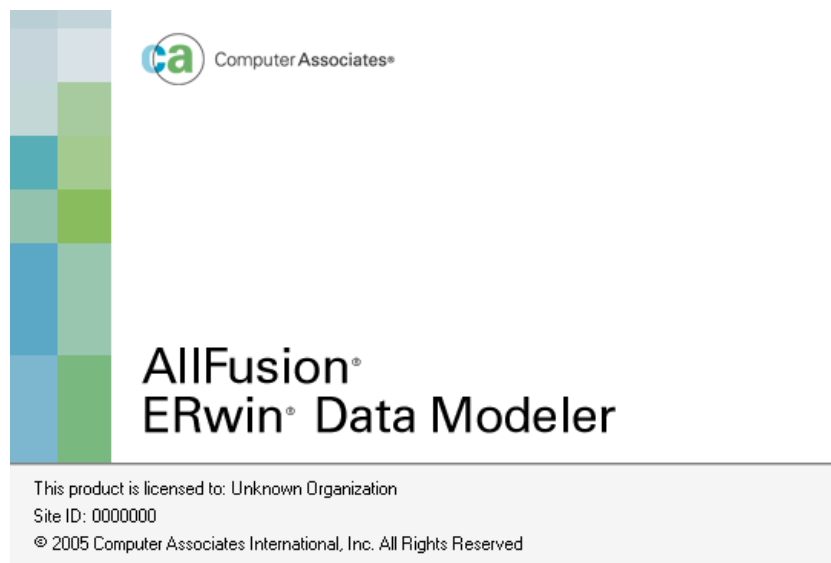 ca Computer Associates®
AllFusion®
ERwin® Data Modeler
This product is licensed to: Unknown Organization
Site ID: 0000000
© 2005 Computer Associates International, Inc. All Rights Reserved